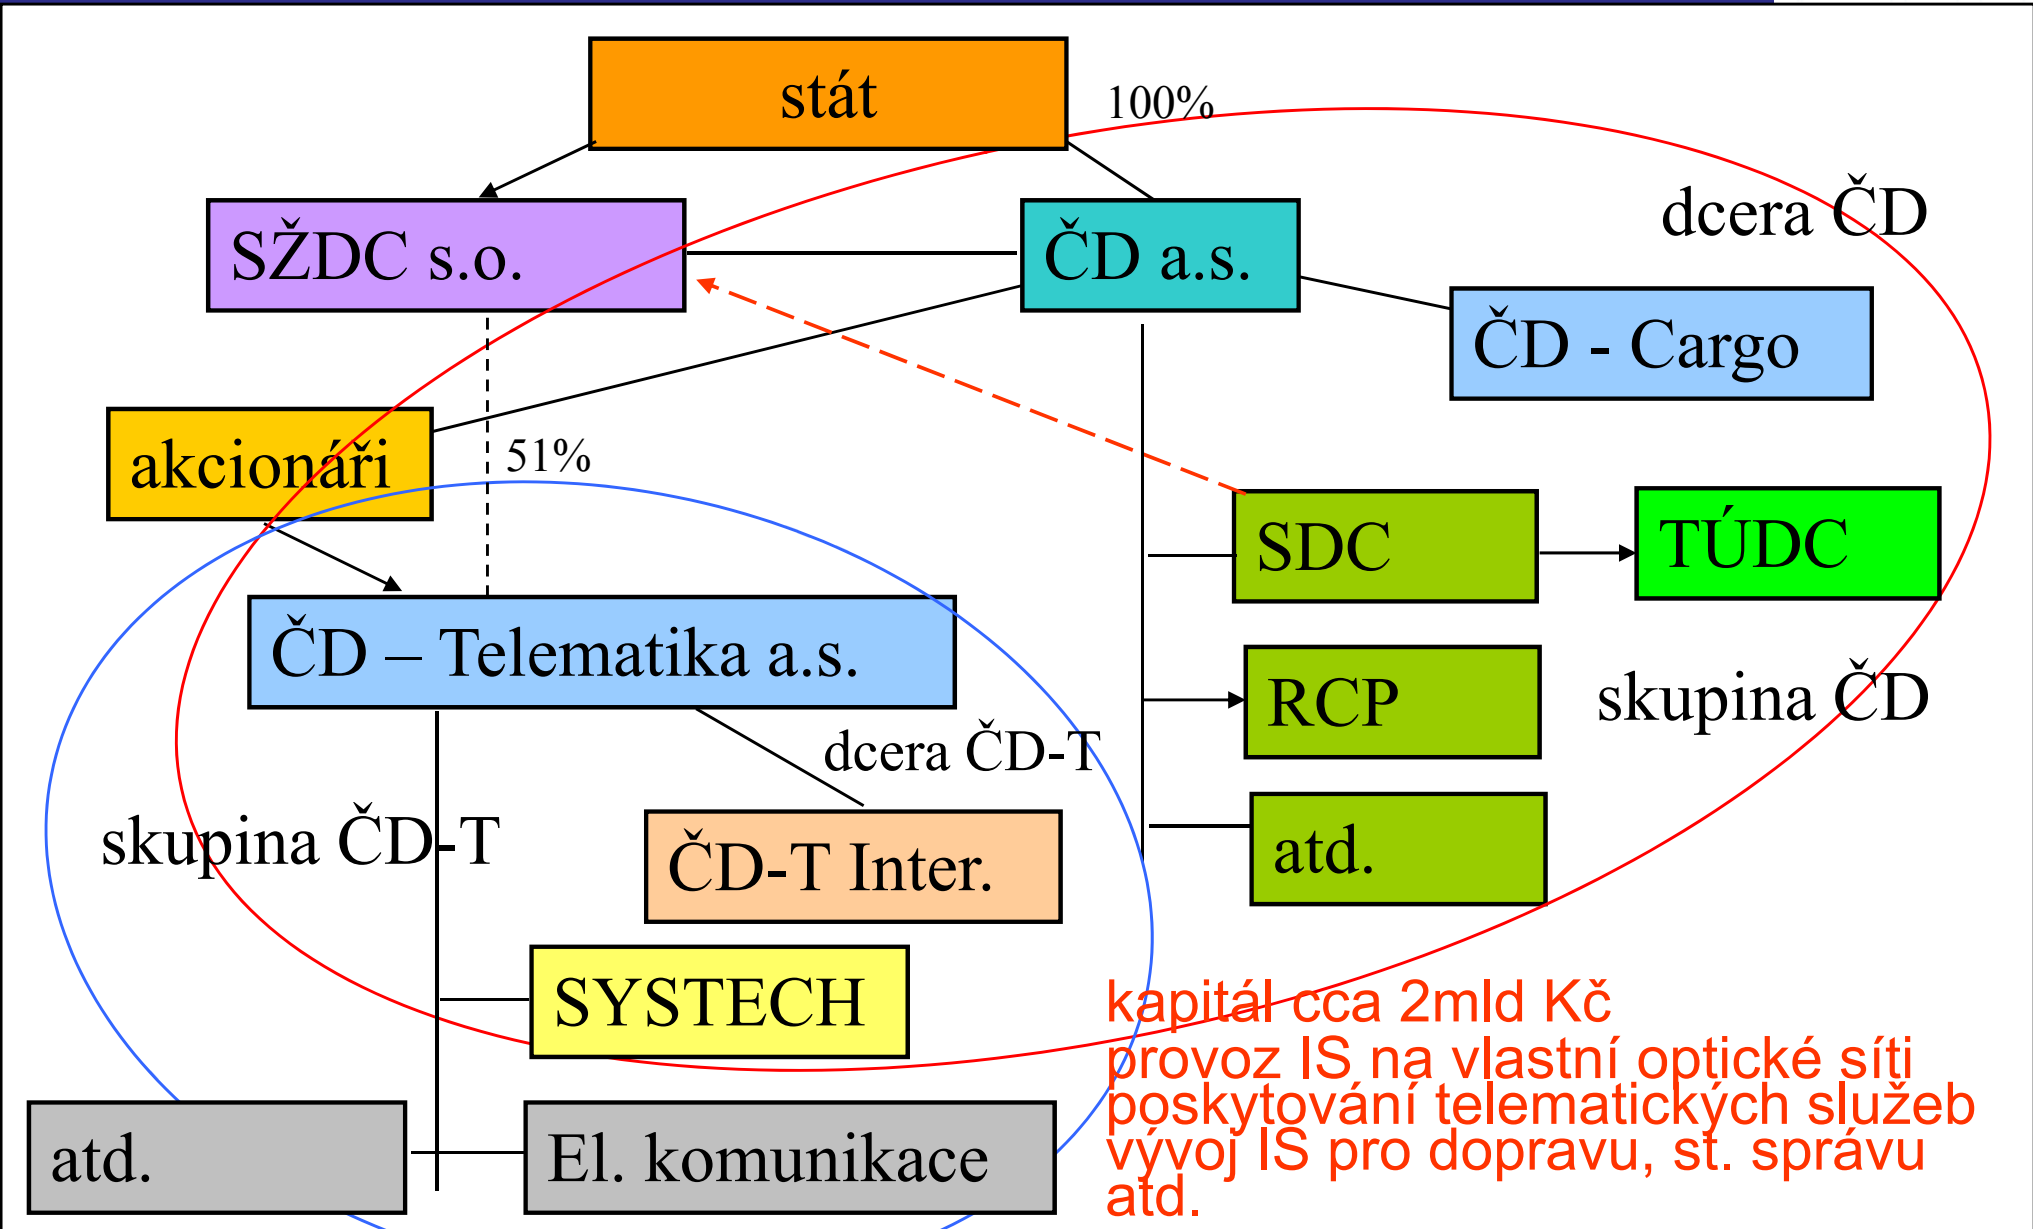 stát
100%
dcera ČD
SŽDC s.o.
ČD a.s.
ČD - Cargo
akcionáři
51%
SDC
TÚDC
ČD – Telematika a.s.
RCP
skupina ČD
dcera ČD-T
skupina ČD-T
ČD-T Inter.
atd.
SYSTECH
kapitál cca 2mld Kč
provoz IS na vlastní optické síti
poskytování telematických služeb
vývoj IS pro dopravu, st. správu
atd.
atd.
El. komunikace